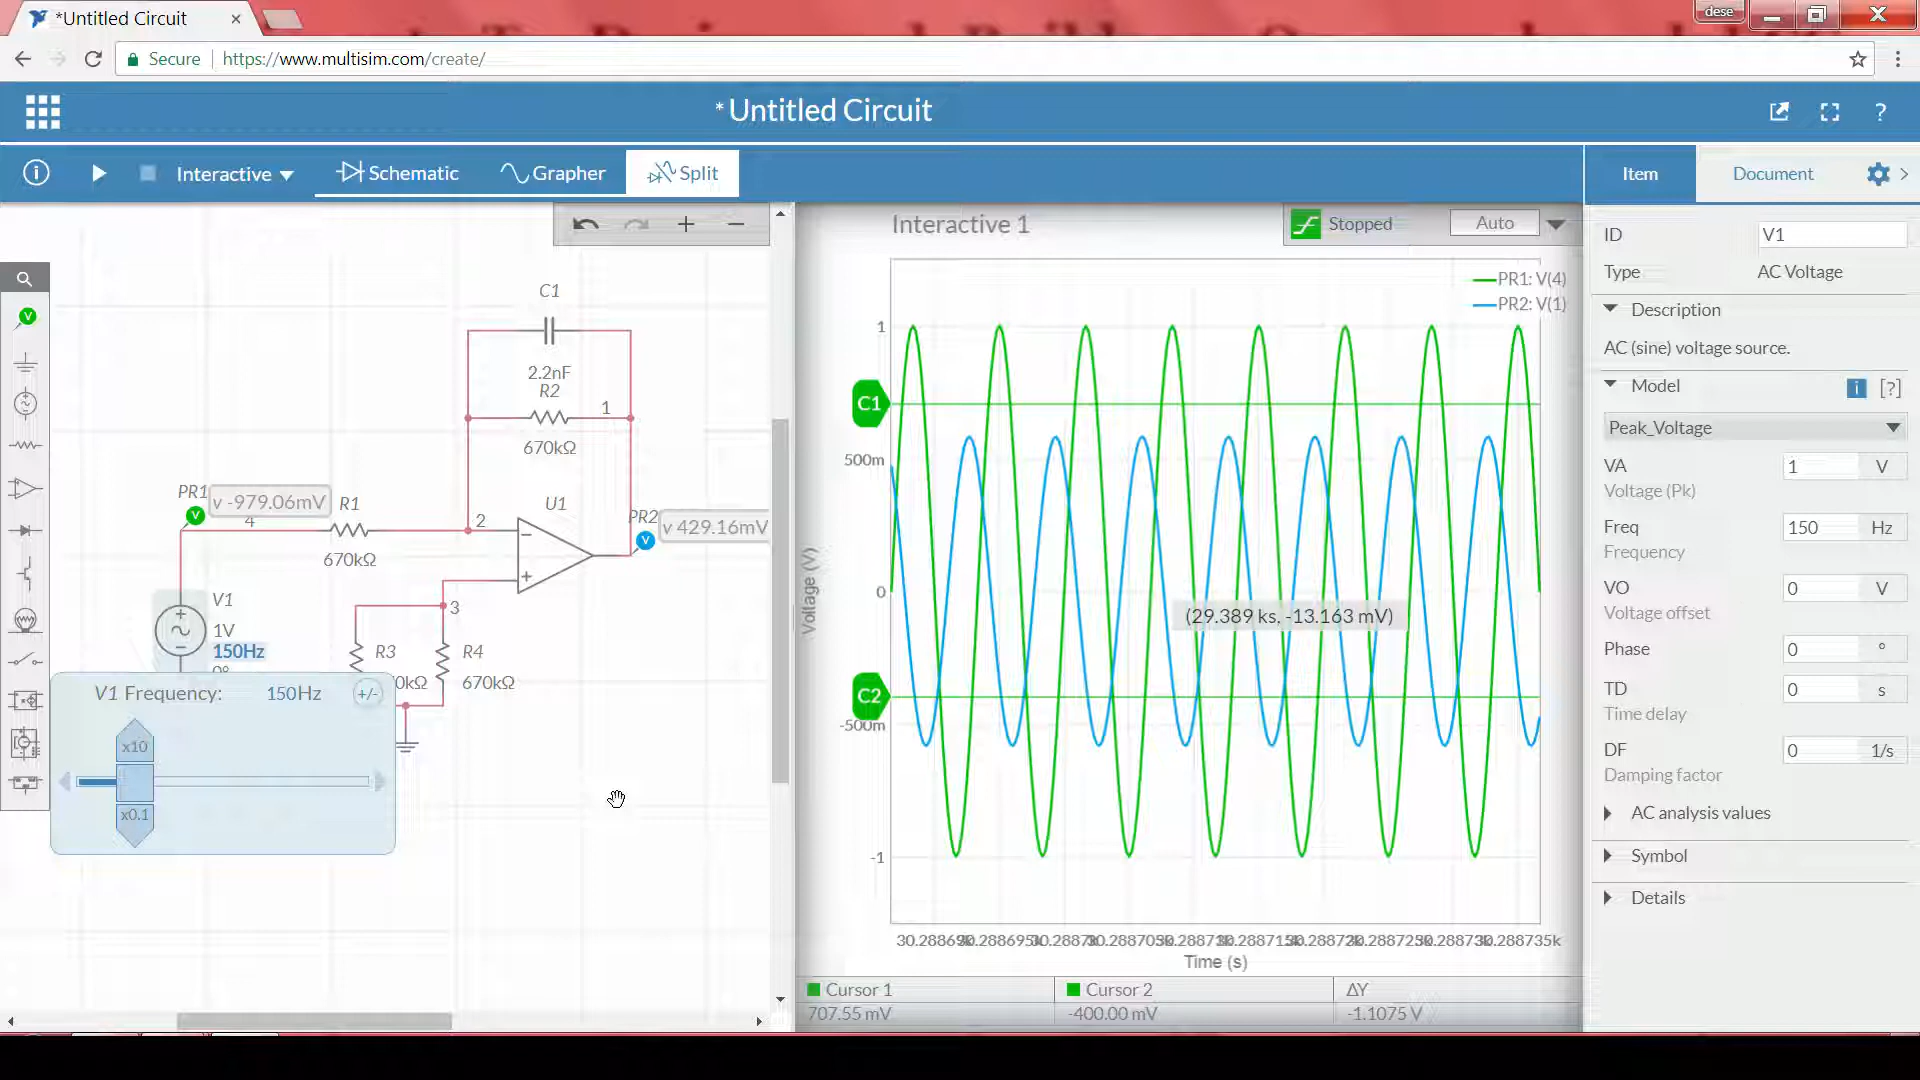 *Untitled Circuit
dese
Secure
https://www.multisim.com/create/
* Untitled Circuit
?
Interactive
Schematic
Grapher
Split
Item
Document
Interactive 1
Stopped
Auto
PR1: V(4)
PR2: V(1)
C1
2.2nF
R2
1
670kΩ
PR1
v -979.06mV
4
R1
670kΩ
2
U1
PR2
v 429.16mV
3
V1
1V
150Hz
0°
R3
0kΩ
R4
670kΩ
V1 Frequency:
150Hz
+/-
x10
x0.1
1
500m
0
-500m
-1
C1
C2
Voltage (V)
(29.389 ks, -13.163 mV)
30.288735k
Time (s)
Cursor 1
707.55 mV
Cursor 2
-400.00 mV
ΔY
-1.1075 V
ID
V1
Type
AC Voltage
Description
AC (sine) voltage source.
Model
i
[?]
Peak_Voltage
VA
1
V
Voltage (Pk)
Freq
150
Hz
Frequency
VO
0
V
Voltage offset
Phase
0
°
TD
0
s
Time delay
DF
0
1/s
Damping factor
AC analysis values
Symbol
Details